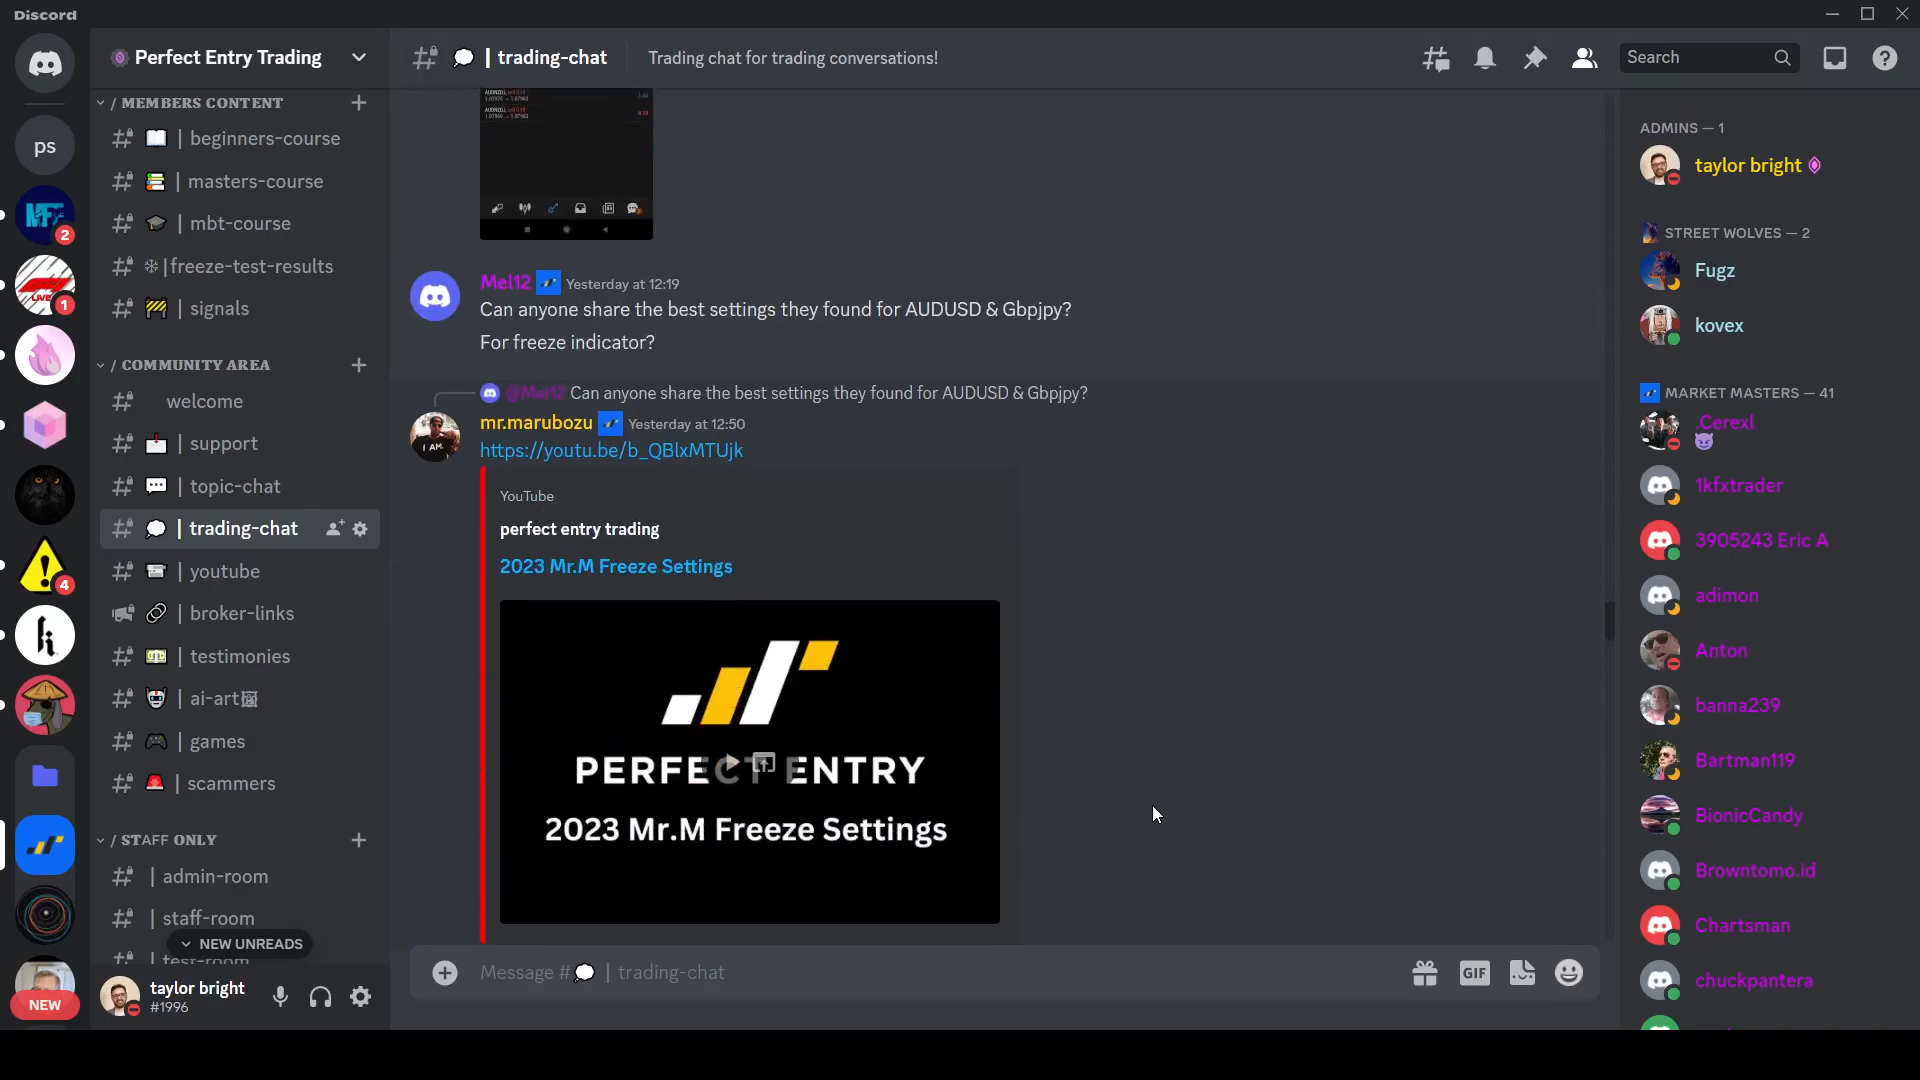 Discord
Perfect Entry Trading
/ MEMBERS CONTENT
| beginners-course
| masters-course
| mbt-course
|freeze-test-results
| signals
/ COMMUNITY AREA
welcome
| support
| topic-chat
| trading-chat
| youtube
| broker-links
| testimonies
| ai-art
| games
| scammers
/ STAFF ONLY
| admin-room
| staff-room
NEW UNREADS
ps
2
LIVE
1
4
NEW
taylor bright
#1996
| trading-chat
Trading chat for trading conversations!
Search
Mel12 Yesterday at 12:19
Can anyone share the best settings they found for AUDUSD & Gbpjpy?
For freeze indicator?
@Mel12 Can anyone share the best settings they found for AUDUSD & Gbpjpy?
mr.marubozu Yesterday at 12:50
https://youtu.be/b_QBlxMTUjk
I AM.
YouTube
perfect entry trading
2023 Mr.M Freeze Settings
PERFECT ENTRY
2023 Mr.M Freeze Settings
Message # | trading-chat
GIF
ADMINS — 1
taylor bright
STREET WOLVES — 2
Fugz
kovex
MARKET MASTERS — 41
.Cerexl
1kfxtrader
3905243 Eric A
adimon
Anton
banna239
Bartman119
BionicCandy
Browntomo.id
Chartsman
chuckpantera